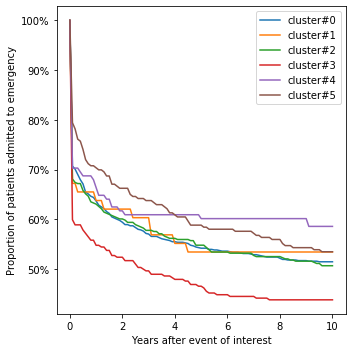 100%
90%
80%
70%
60%
50%
Proportion of patients admitted to emergency
cluster#0
cluster#1
cluster#2
cluster#3
cluster#4
cluster#5
0
2
4
6
8
10
Years after event of interest